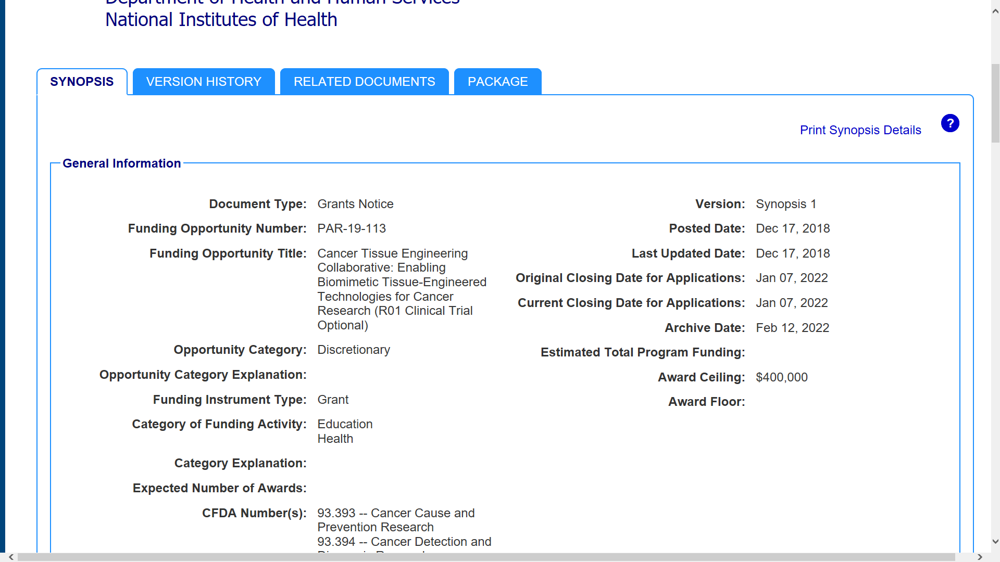 Department of Health and Human Services
National Institutes of Health
SYNOPSIS
VERSION HISTORY
RELATED DOCUMENTS
PACKAGE
Print Synopsis Details
?
General Information
Document Type: Grants Notice
Funding Opportunity Number: PAR-19-113
Funding Opportunity Title: Cancer Tissue Engineering
Collaborative: Enabling
Biomimetic Tissue-Engineered
Technologies for Cancer
Research (R01 Clinical Trial
Optional)
Opportunity Category: Discretionary
Opportunity Category Explanation:
Funding Instrument Type: Grant
Category of Funding Activity: Education
Health
Category Explanation:
Expected Number of Awards:
CFDA Number(s): 93.393 -- Cancer Cause and
Prevention Research
93.394 -- Cancer Detection and
Version: Synopsis 1
Posted Date: Dec 17, 2018
Last Updated Date: Dec 17, 2018
Original Closing Date for Applications: Jan 07, 2022
Current Closing Date for Applications: Jan 07, 2022
Archive Date: Feb 12, 2022
Estimated Total Program Funding:
Award Ceiling: $400,000
Award Floor: